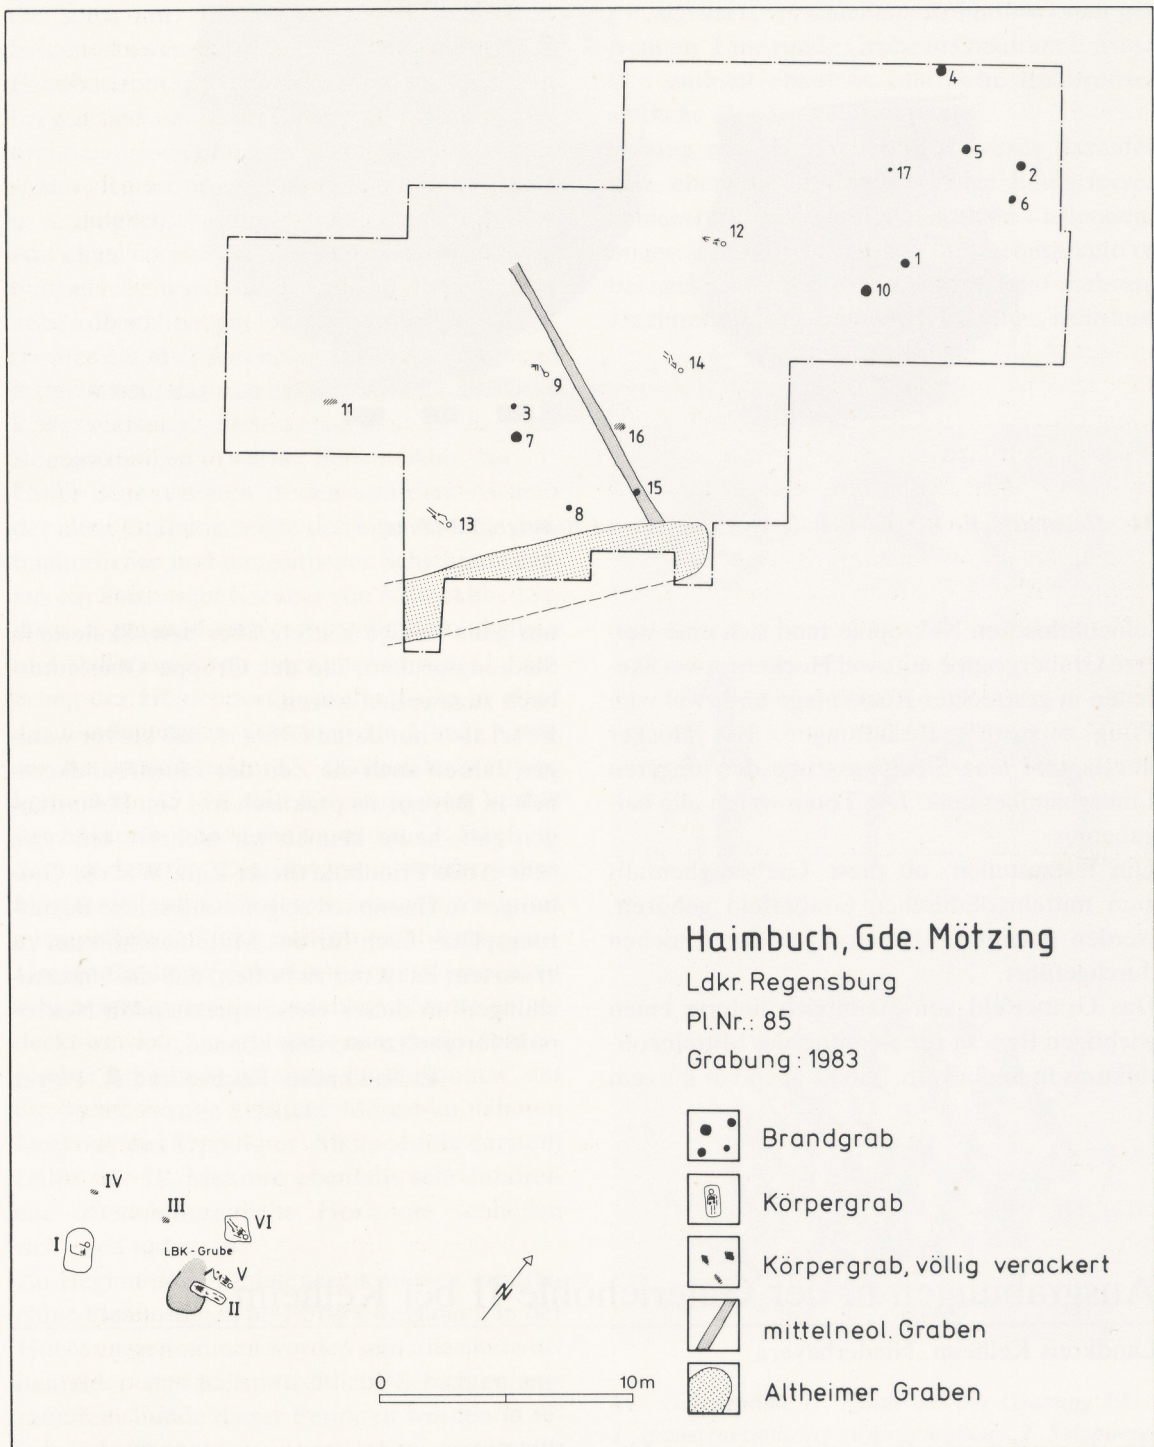 4
5
2
17
6
12
1
10
14
9
11
3
7
16
15
8
13
Haimbuch, Gde. Mötzing
Ldkr. Regensburg
Pl.Nr.: 85
Grabung: 1983
Brandgrab
Körpergrab
Körpergrab, völlig verackert
mittelneol. Graben
Altheimer Graben
IV
III
VI
I
LBK-Grube
V
II
N
0 10m